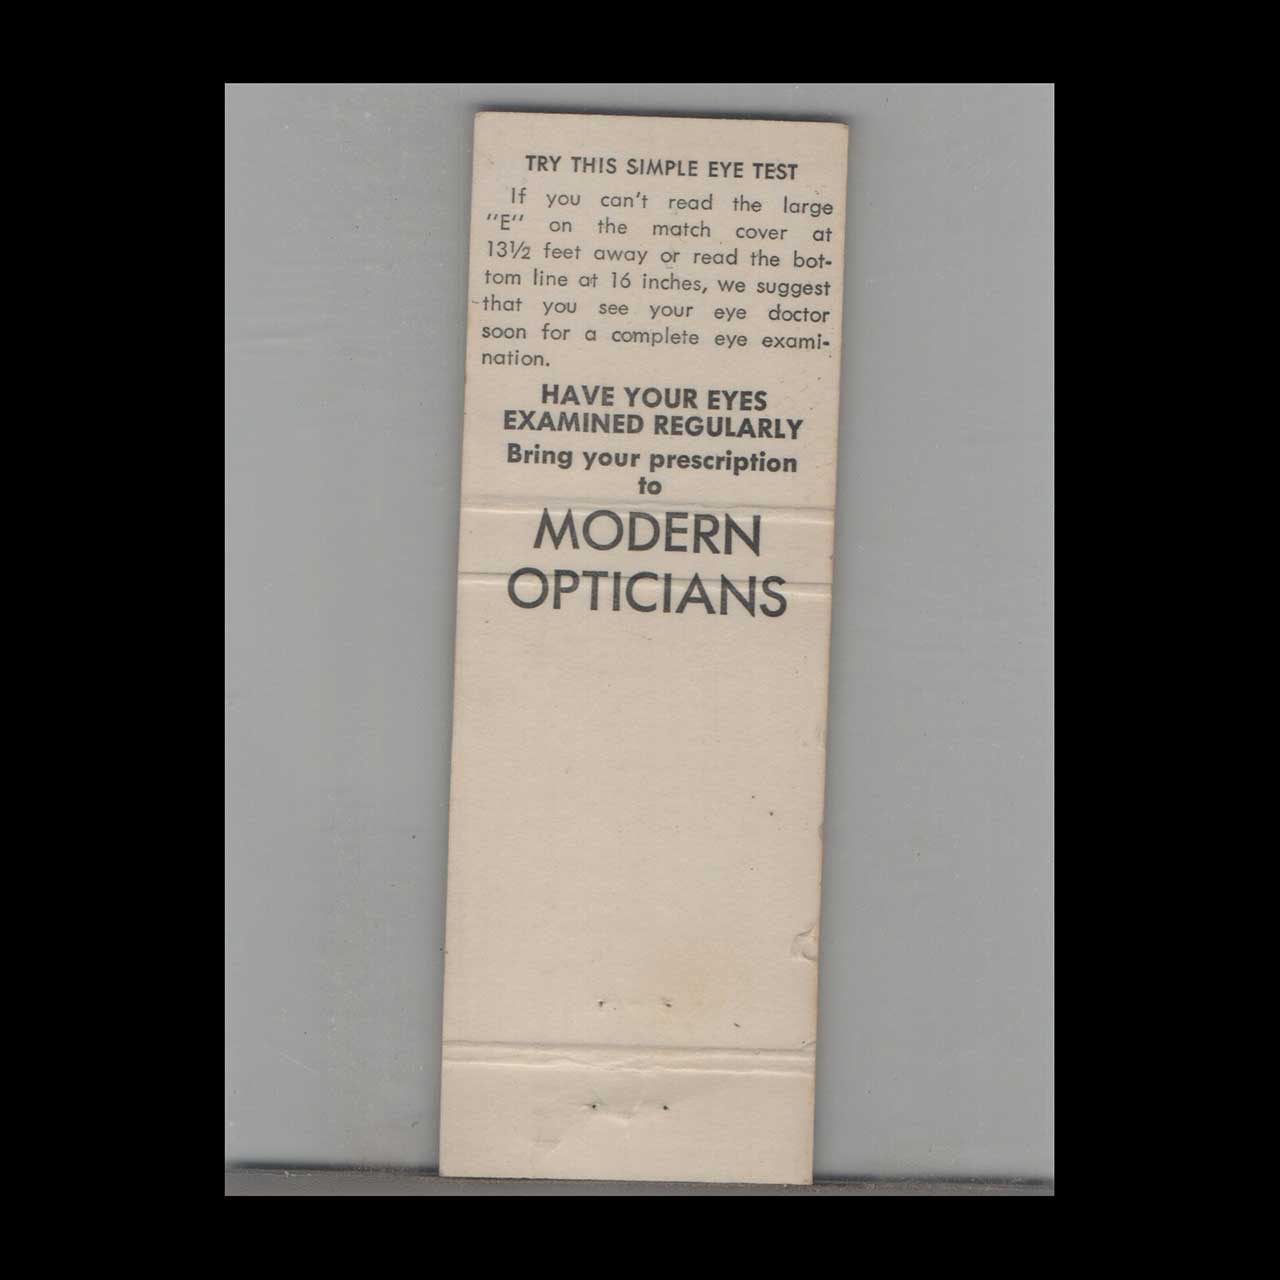 TRY THIS SIMPLE EYE TEST
If you can't read the large
"E" on the match cover at
13½ feet away or read the bot-
tom line at 16 inches, we suggest
that you see your eye doctor
soon for a complete eye exami-
nation.
HAVE YOUR EYES
EXAMINED REGULARLY
Bring your prescription
to
MODERN
OPTICIANS